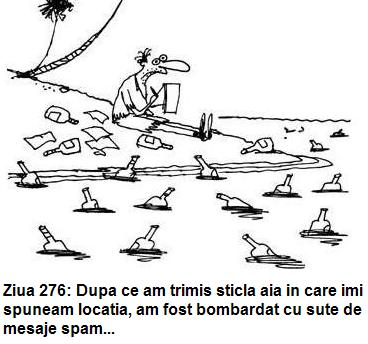 Ziua 276: Dupa ce am trimis sticla aia in care imi
spuneam locatia, am fost bombardat cu sute de
mesaje spam...